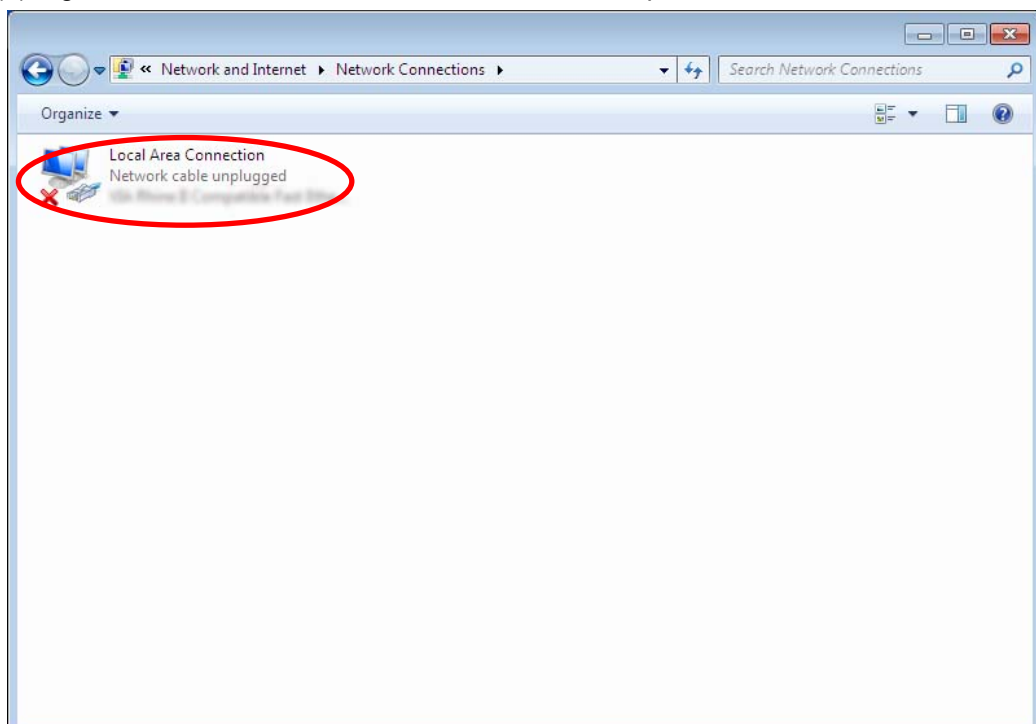 « Network and Internet ▸ Network Connections ▸
Search Network Connections
Organize
Local Area Connection
Network cable unplugged